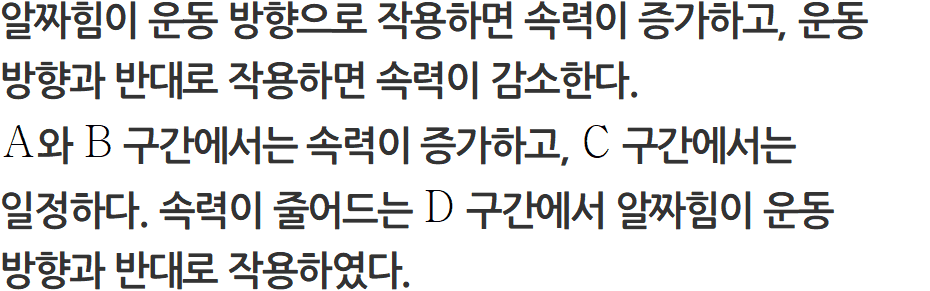 알짜힘이 운동 방향으로 작용하면 속력이 증가하고, 운동
방향과 반대로 작용하면 속력이 감소한다.
A와 B 구간에서는 속력이 증가하고, C 구간에서는
일정하다. 속력이 줄어드는 D 구간에서 알짜힘이 운동
방향과 반대로 작용하였다.